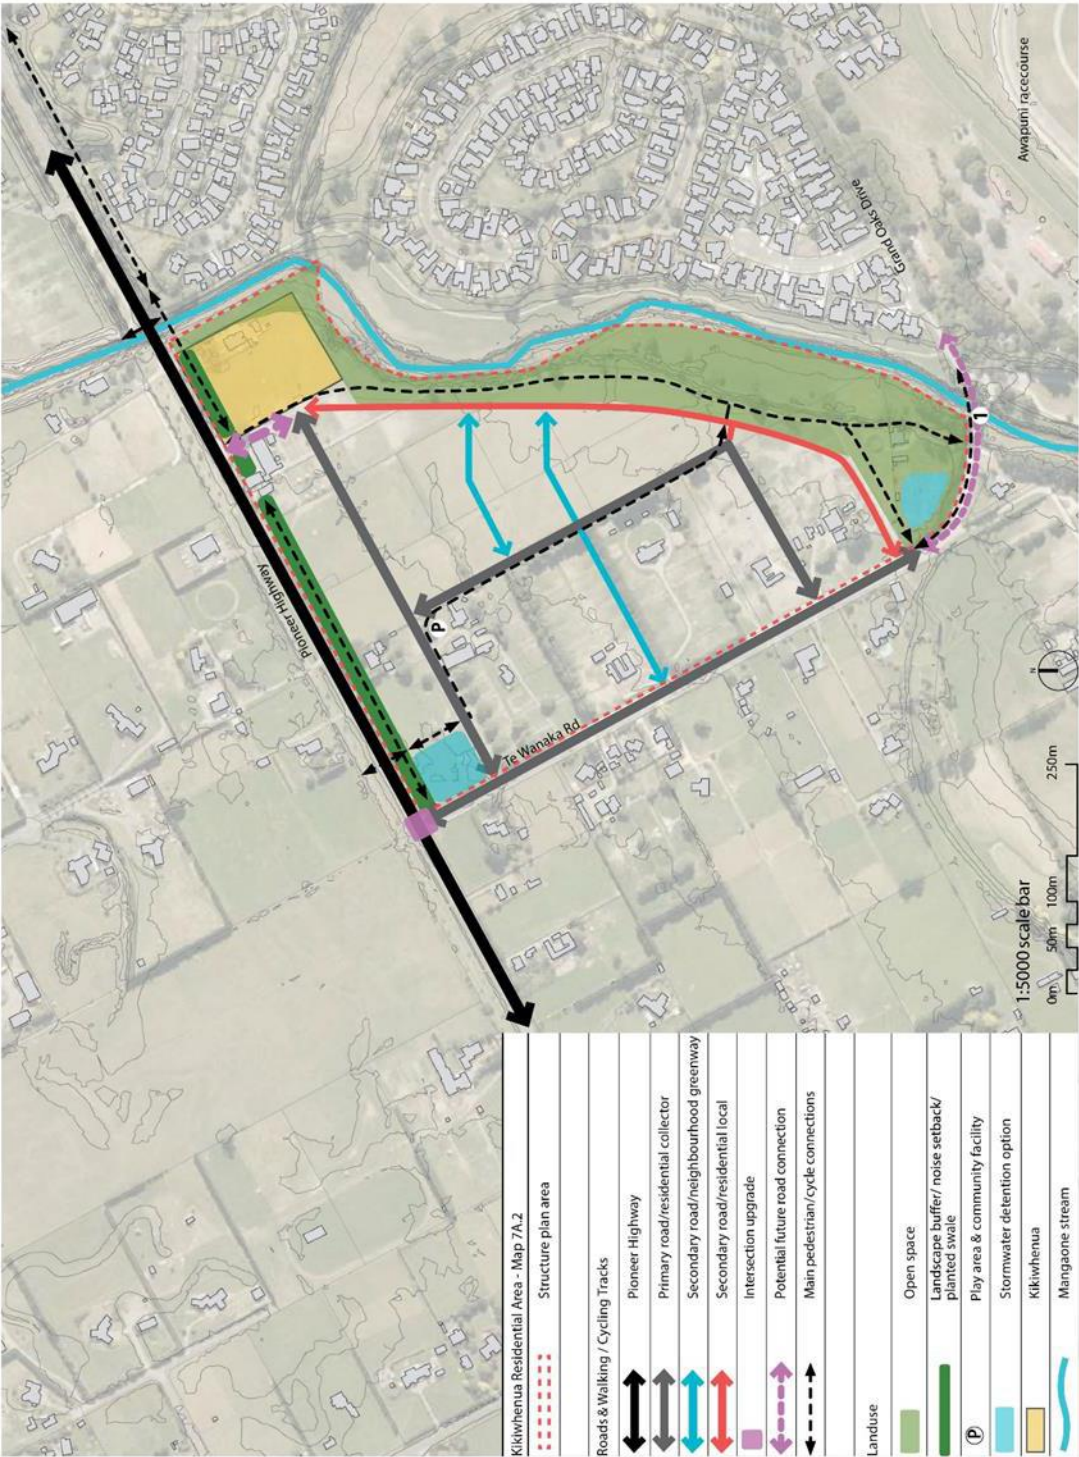 Kikiwhenua Residential Area - Map 7A.2
Structure plan area
Roads & Walking / Cycling Tracks
Pioneer Highway
Primary road/residential collector
Secondary road/neighbourhood greenway
Secondary road/residential local
Intersection upgrade
Potential future road connection
Main pedestrian/cycle connections
Landuse
Open space
Landscape buffer/ noise setback/
planted swale
P
Play area & community facility
Stormwater detention option
Kikiwhenua
Mangaone stream
1:5000 scale bar
0m 50m 100m 250m
N
Pioneer Highway
Te Wanaka Rd
P
1
Grand Oaks Drive
Awapuni racecourse